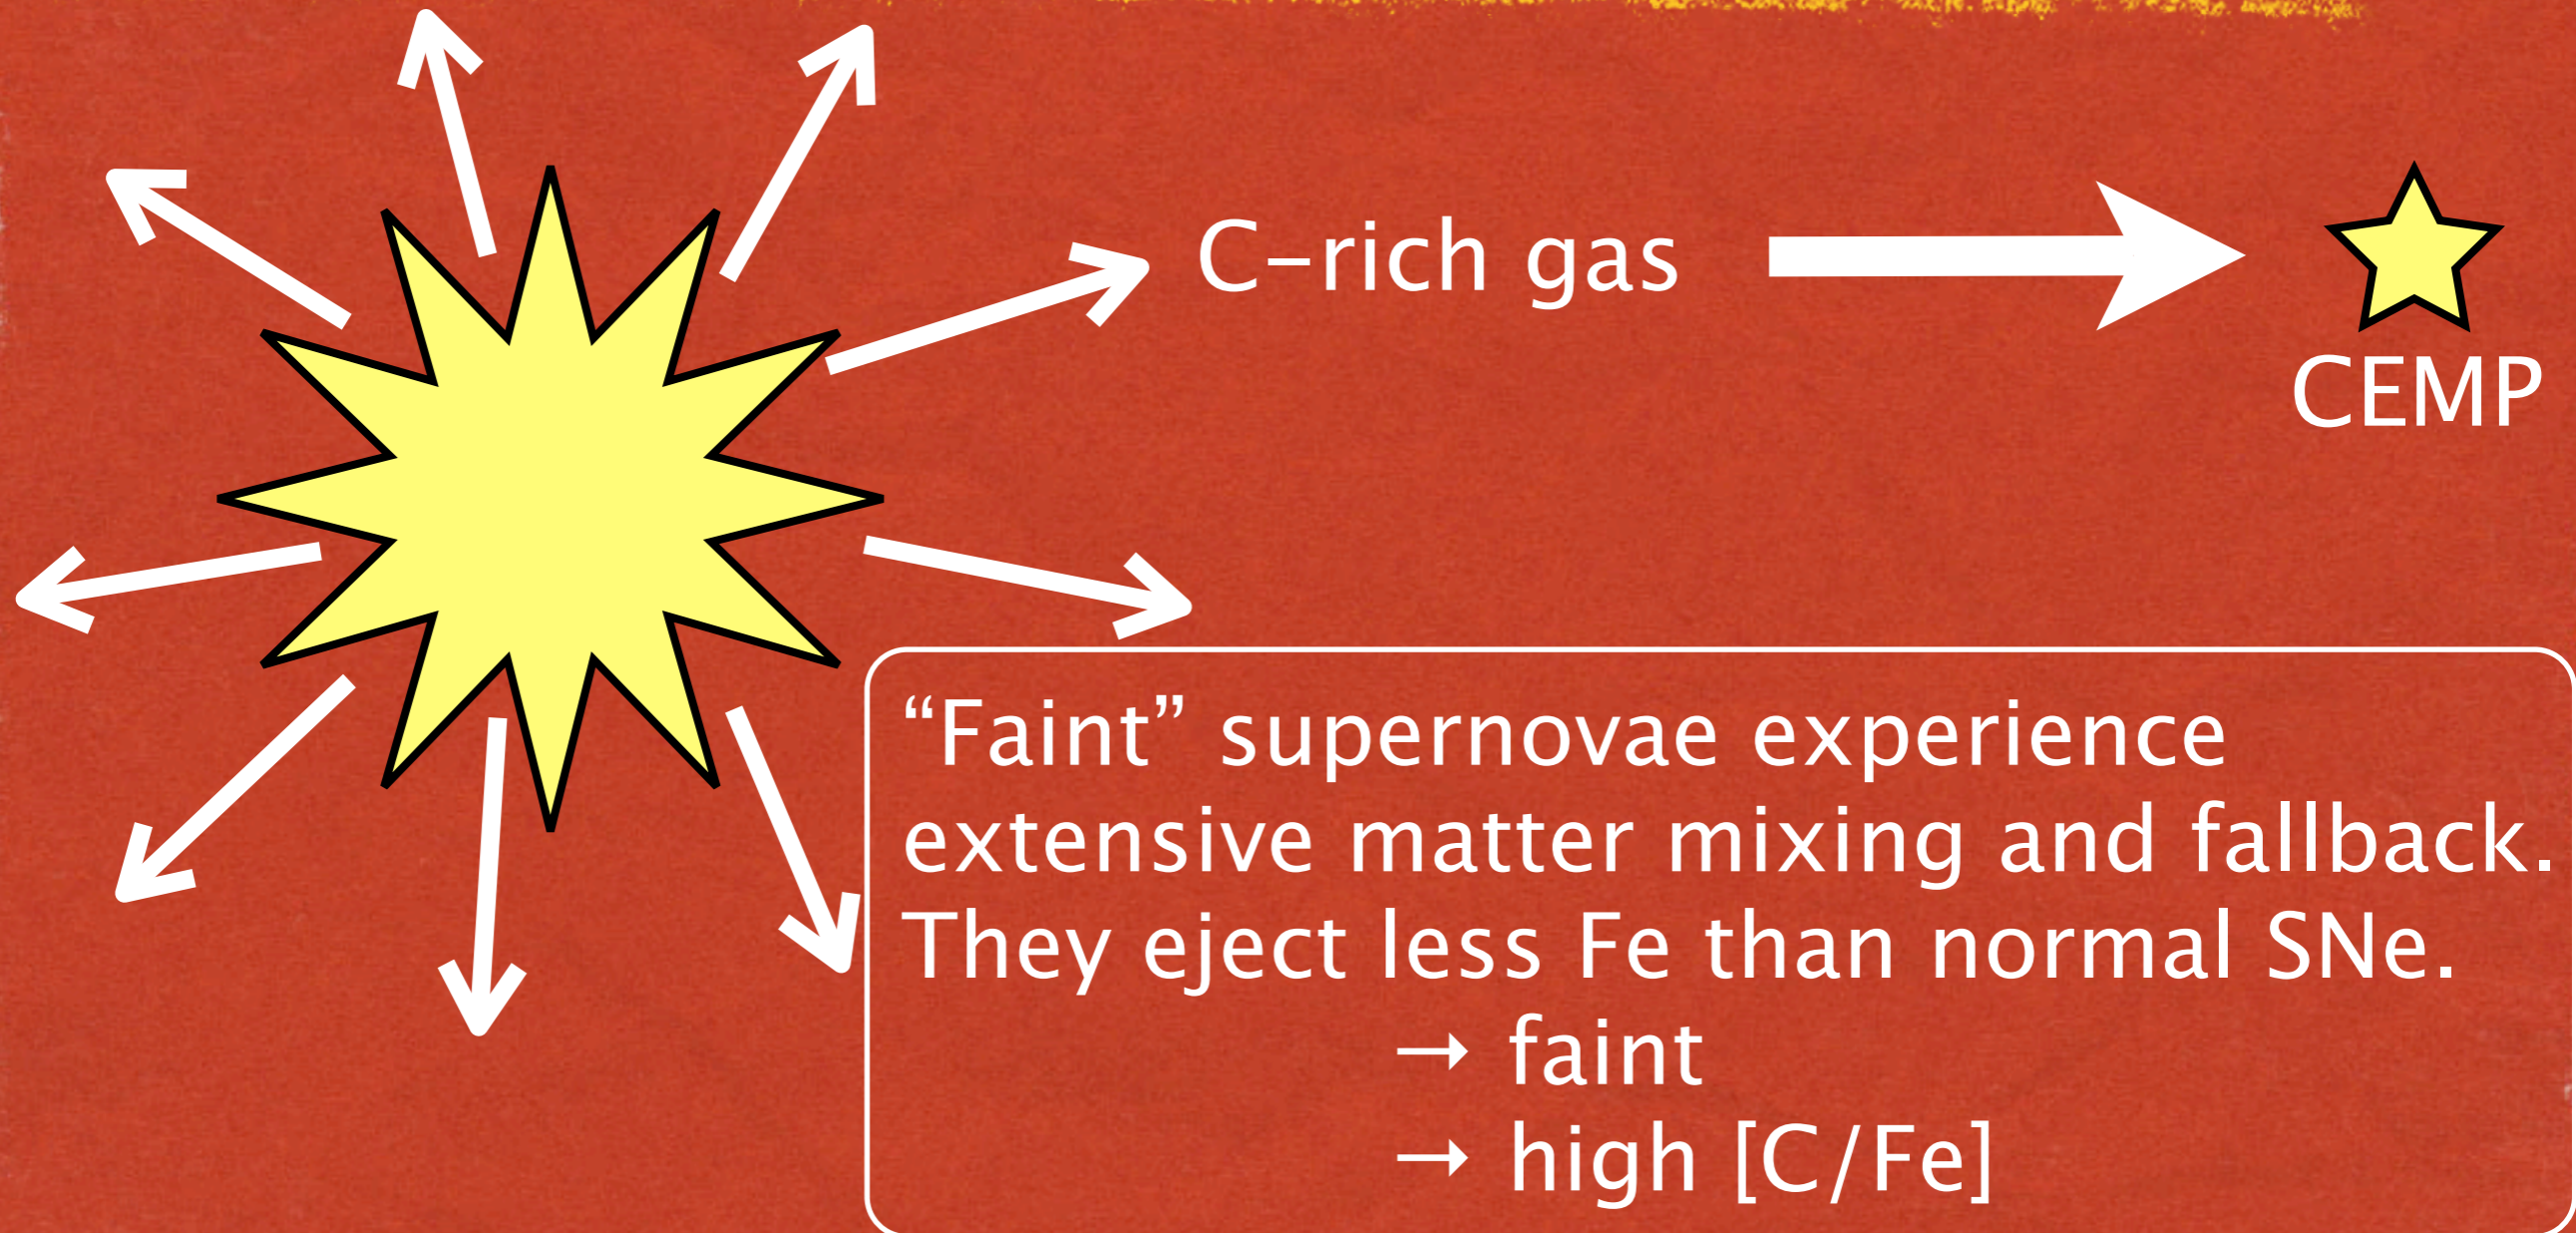 C-rich gas
CEMP
“Faint” supernovae experience
extensive matter mixing and fallback.
They eject less Fe than normal SNe.
→ faint
→ high [C/Fe]